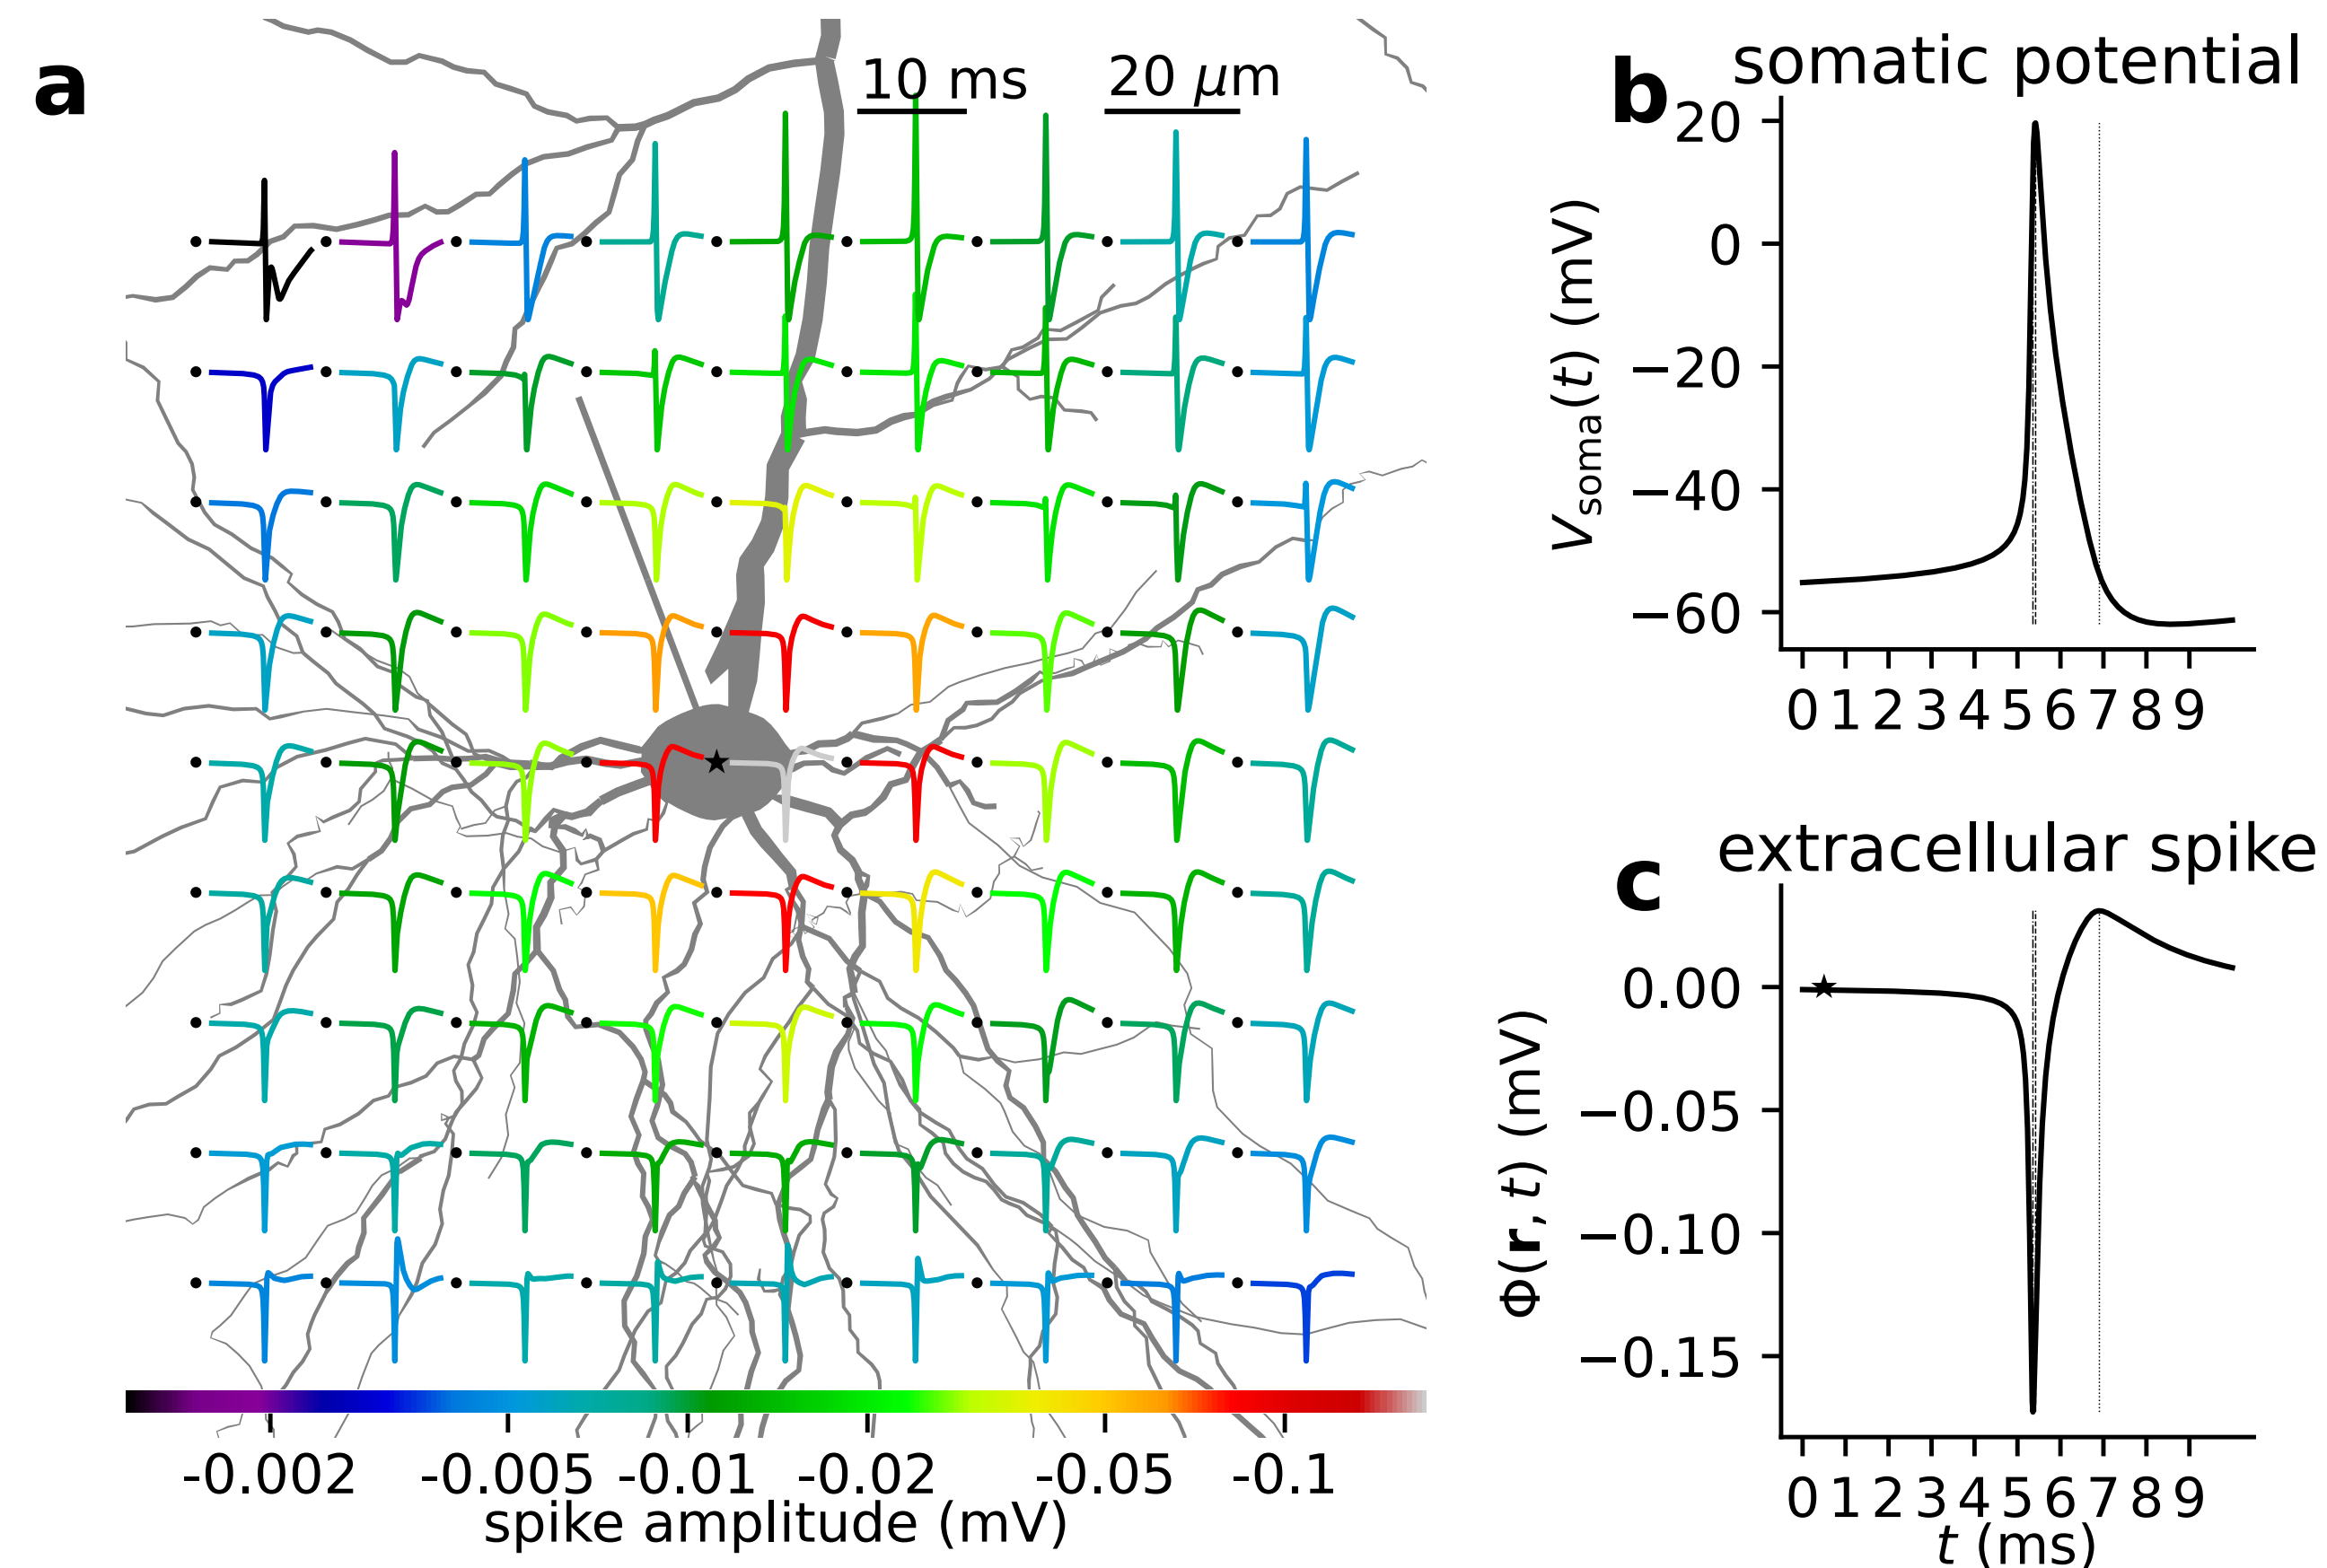 a
10 ms
20 μm
-0.002
-0.005
-0.01
-0.02
-0.05
-0.1
spike amplitude (mV)
b
somatic potential
20
0
−20
−40
−60
Vsoma(t) (mV)
0 1 2 3 4 5 6 7 8 9
c
extracellular spike
0.00
−0.05
−0.10
−0.15
Φ(r, t) (mV)
0 1 2 3 4 5 6 7 8 9
t (ms)